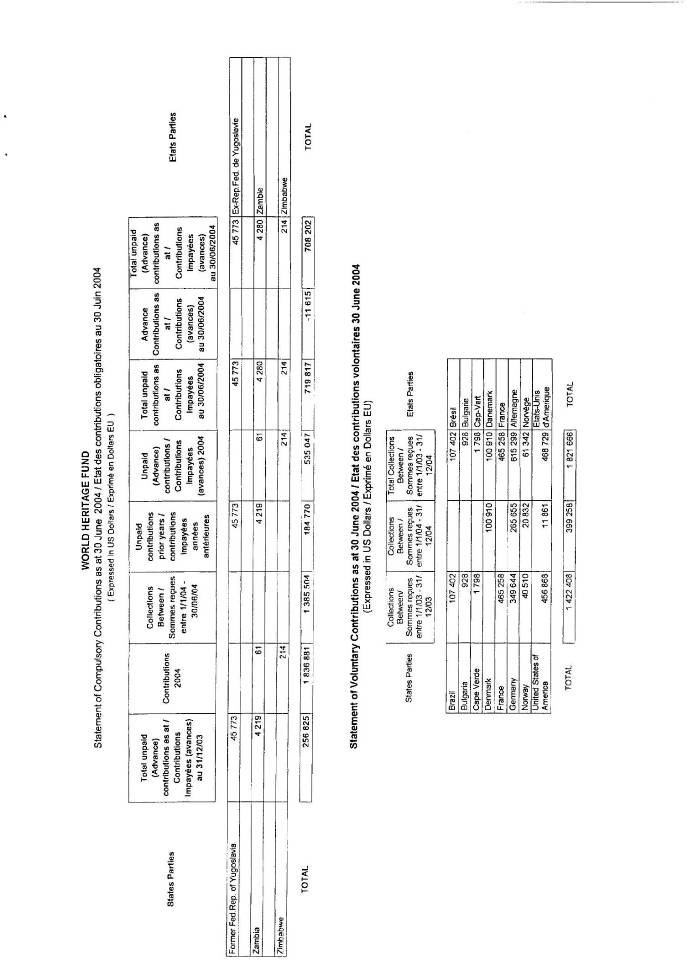 WORLD HERITAGE FUND
Statement of Compulsory Contributions as at 30 June 2004 / Etat des contributions obligatoires au 30 Juin 2004
( Expressed in US Dollars / Exprimé en Dollars EU )
States Parties
Total unpaid
(Advance)
contributions as at /
Contributions
Impayées (avances)
au 31/12/03
Contributions
2004
Collections
Between /
Sommes reçues
entre 1/1/04 -
30/06/04
Unpaid
contributions
prior years /
contributions
Impayées
années
antérieures
Unpaid
(Advance)
contributions /
Contributions
Impayées
(avances) 2004
Total unpaid
contributions as
at /
Contributions
Impayées
au 30/06/2004
Advance
Contributions as
at /
Contributions
(avances)
au 30/06/2004
Total unpaid
(Advance)
contributions as
at /
Contributions
Impayées
(avances)
au 30/06/2004
Etats Parties
Former Fed.Rep. of Yugoslavia 45 773 45 773 45 773 45 773 Ex-Rep.Fed. de Yugoslavie
Zambia 4 219 61 4 219 61 4 280 4 280 Zambie
Zimbabwe 214 214 214 214 Zimbabwe
TOTAL 256 825 1 836 881 1 385 504 184 770 535 047 719 817 -11 615 708 202 TOTAL
Statement of Voluntary Contributions as at 30 June 2004 / Etat des contributions volontaires 30 June 2004
(Expressed in US Dollars / Exprimé en Dollars EU)
States Parties
Collections
Between/
Sommes reçues
entre 1/1/03 - 31/
12/03
Collections
Between /
Sommes reçues
entre 1/1/04 - 31/
12/04
Total Collections
Between /
Sommes reçues
entre 1/1/03 - 31/
12/04
Etats Parties
Brazil 107 402 107 402 Brésil
Bulgaria 928 928 Bulgarie
Cape Verde 1 798 1 798 Cap-Vert
Denmark 100 910 100 910 Danemark
France 465 258 465 258 France
Germany 349 644 265 655 615 299 Allemagne
Norway 40 510 20 832 61 342 Norvège
United States of
America 456 868 11 861 468 729 Etats-Unis
d'Amerique
TOTAL 1 422 408 399 258 1 821 666 TOTAL